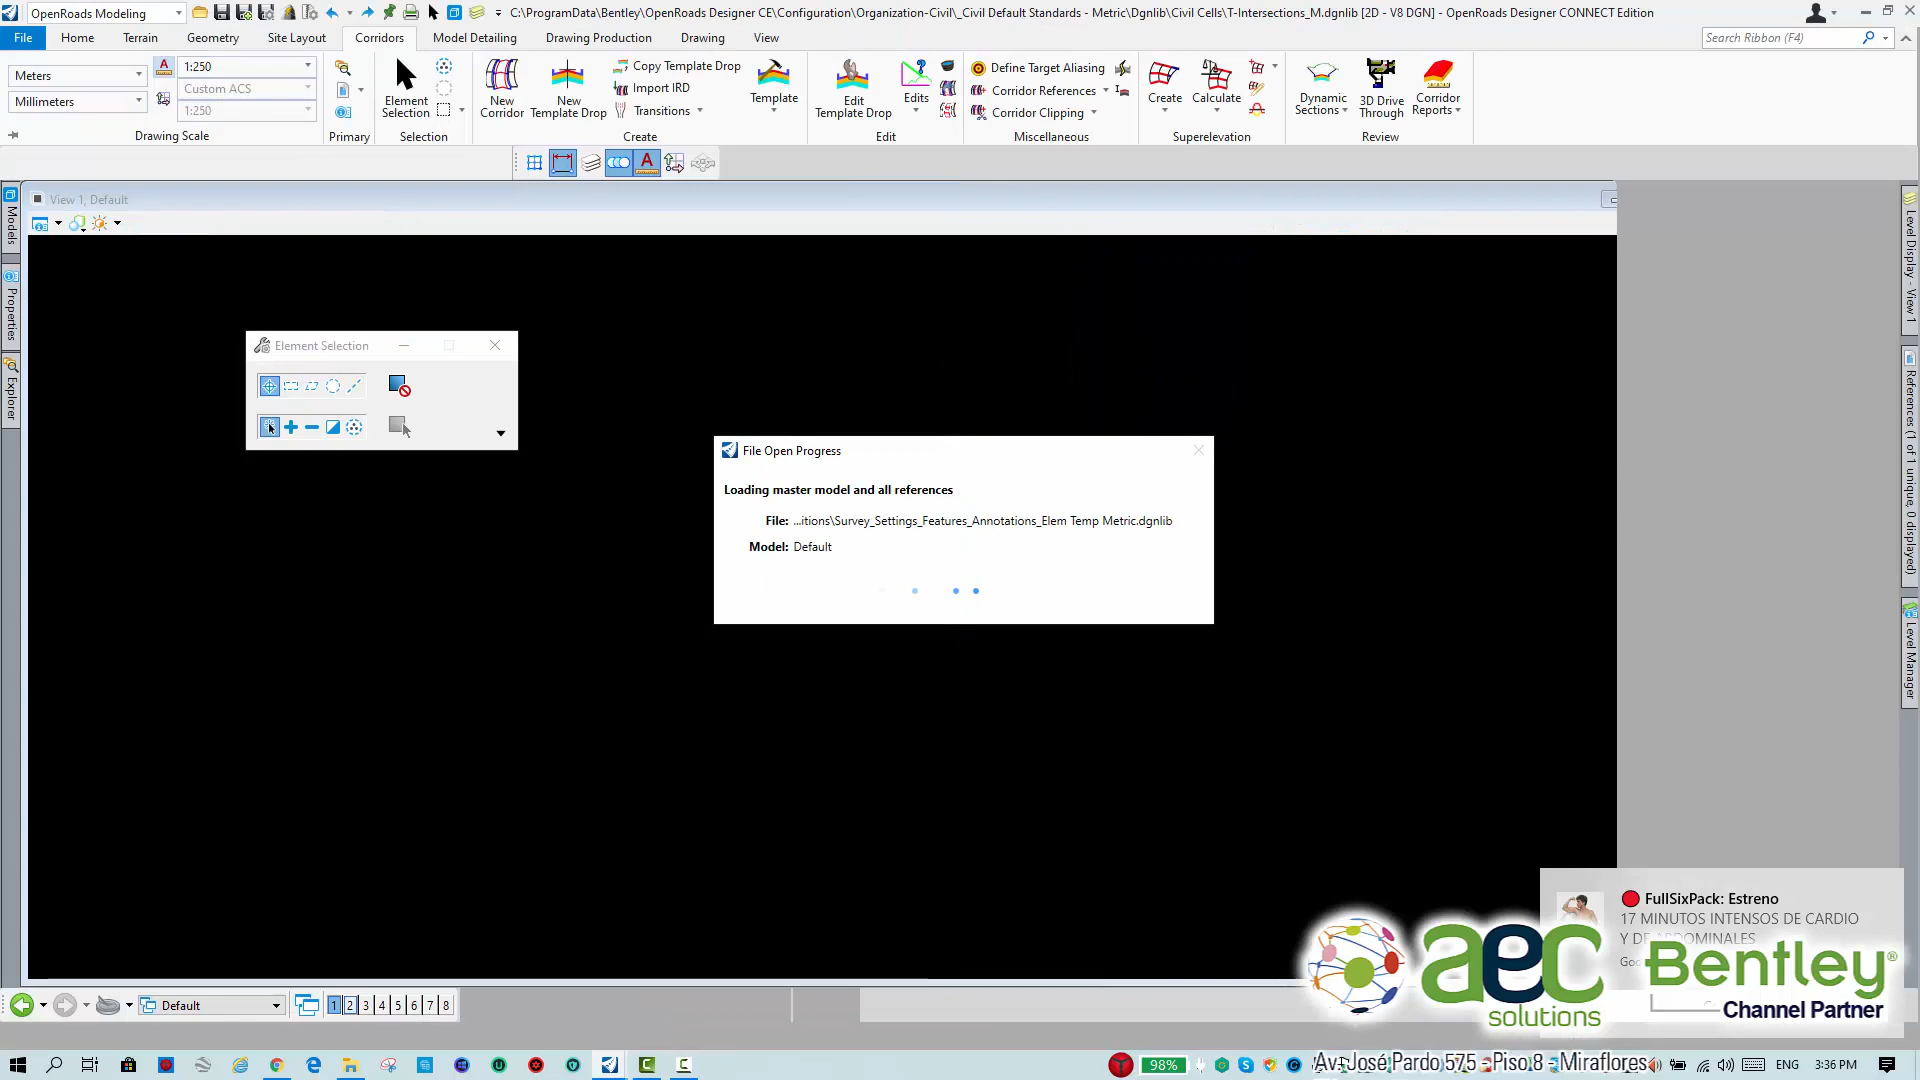 OpenRoads Modeling
C:\ProgramData\Bentley\OpenRoads Designer CE\Configuration\Organization-Civil\_Civil Default Standards - Metric\Dgnlib\Civil Cells\T-Intersections_M.dgnlib [2D - V8 DGN] - OpenRoads Designer CONNECT Edition
File Home Terrain Geometry Site Layout Corridors Model Detailing Drawing Production Drawing View
Search Ribbon (F4)
Meters
1:250
Millimeters
Custom ACS
1:250
Drawing Scale
Primary
Element
Selection
Selection
New
Corridor
New
Template Drop
Copy Template Drop
Import IRD
Transitions
Template
Create
Edit
Template Drop
Edits
Edit
Define Target Aliasing
Corridor References
Corridor Clipping
Miscellaneous
Create
Calculate
Superelevation
Dynamic
Sections
3D Drive
Through
Corridor
Reports
Review
View 1, Default
Models
Properties
Explorer
Element Selection
File Open Progress
Loading master model and all references
File: ...itions\Survey_Settings_Features_Annotations_Elem Temp Metric.dgnlib
Model: Default
Level Display - View 1
References (1 of 1 unique, 0 displayed)
Level Manager
FullSixPack: Estreno
17 MINUTOS INTENSOS DE CARDIO
Y DE ABDOMINALES
Goo
aec
solutions
Bentley®
Channel Partner
Default
1 2 3 4 5 6 7 8
98%
Av. José Pardo 575 - Piso 8 - Miraflores
ENG
3:36 PM